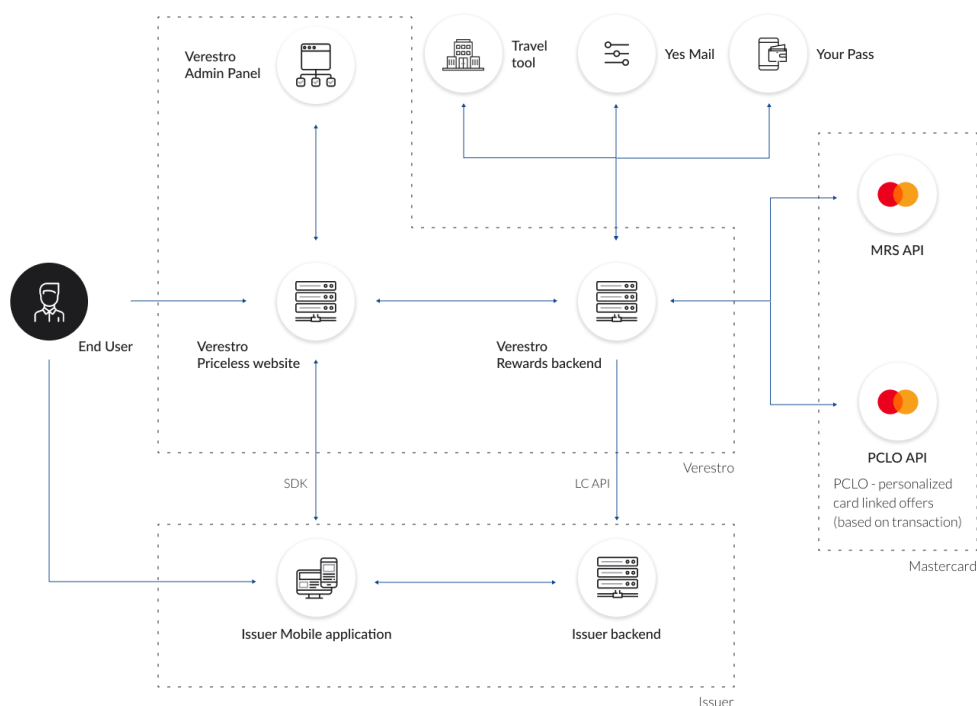 Verestro
Admin Panel
Travel
tool
Yes Mail
Your Pass
MRS API
End User
Verestro
Priceless website
Verestro
Rewards backend
PCLO API
Verestro
SDK
LC API
PCLO - personalized
card linked offers
(based on transaction)
Mastercard
Issuer Mobile application
Issuer backend
Issuer